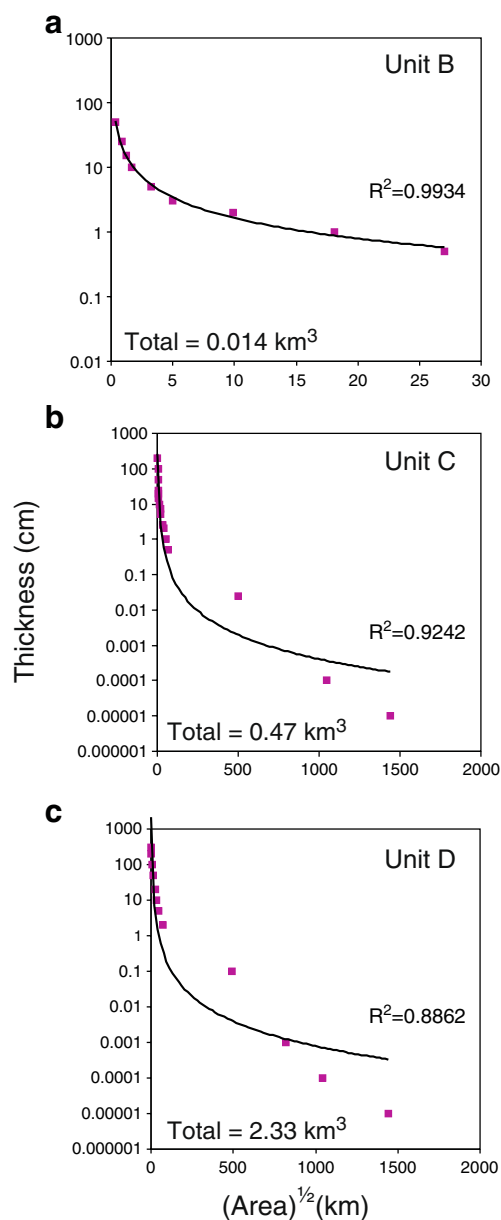 a
Unit B
1000
100
10
1
0.1
0.01
R²=0.9934
Total = 0.014 km³
0 5 10 15 20 25 30
b
Unit C
1000
100
10
1
0.1
0.01
0.001
0.0001
0.00001
0.000001
R²=0.9242
Total = 0.47 km³
0 500 1000 1500 2000
Thickness (cm)
c
Unit D
1000
100
10
1
0.1
0.01
0.001
0.0001
0.00001
0.000001
R²=0.8862
Total = 2.33 km³
0 500 1000 1500 2000
(Area)^½(km)